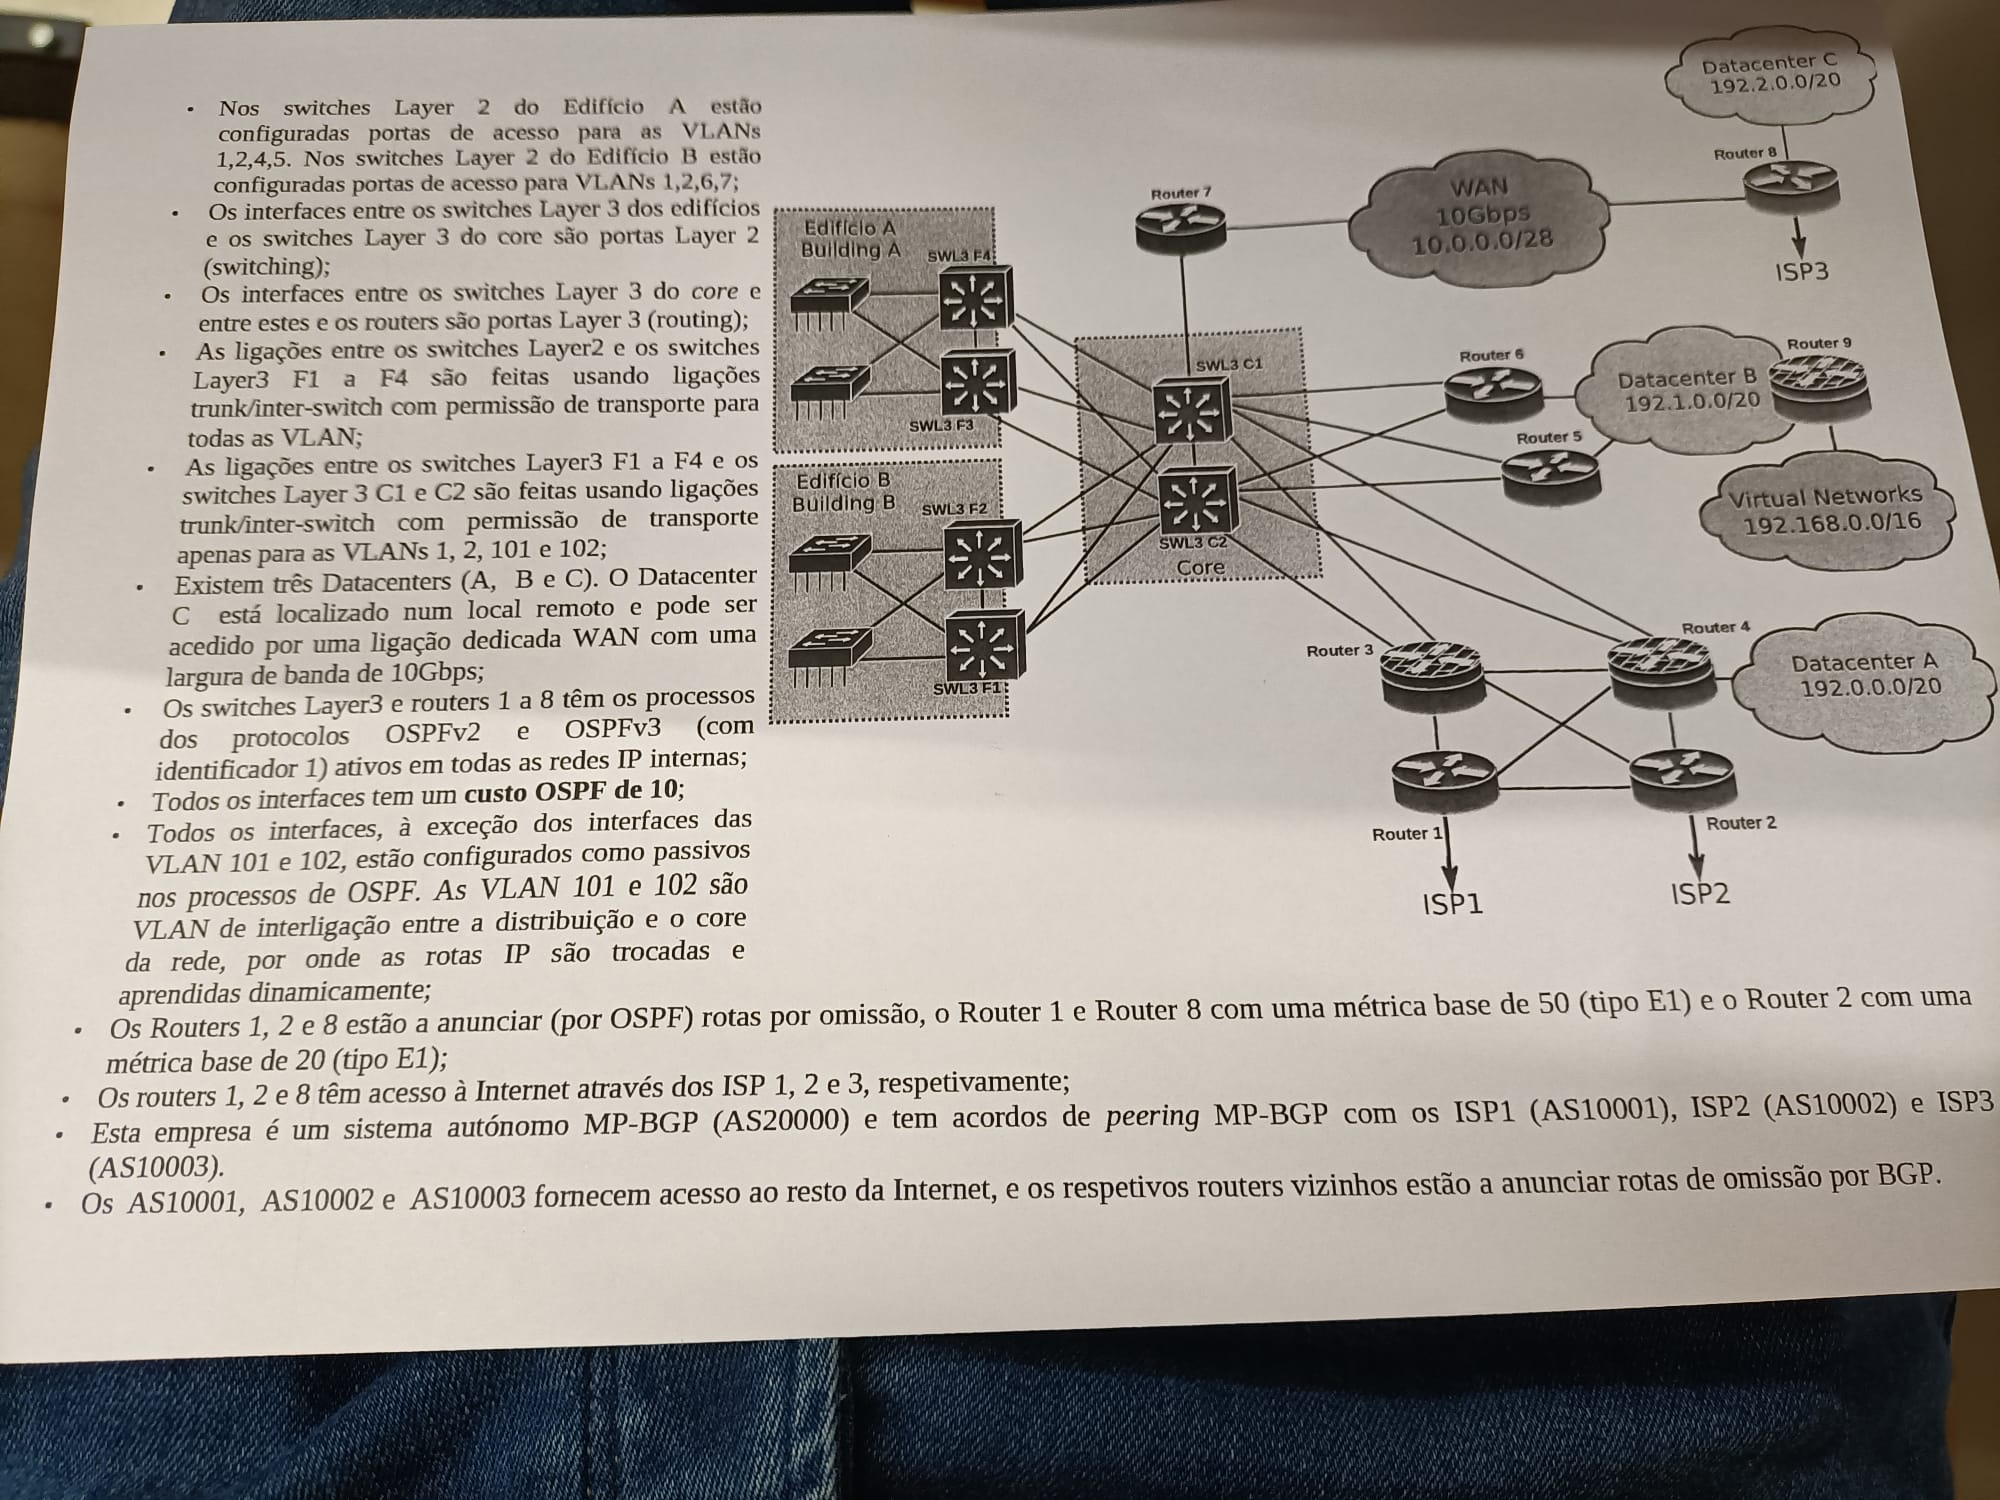 • Nos switches Layer 2 do Edifício A estão
configuradas portas de acesso para as VLANs
1,2,4,5. Nos switches Layer 2 do Edifício B estão
configuradas portas de acesso para VLANs 1,2,6,7;
• Os interfaces entre os switches Layer 3 dos edifícios
e os switches Layer 3 do core são portas Layer 2
(switching);
• Os interfaces entre os switches Layer 3 do core e
entre estes e os routers são portas Layer 3 (routing);
• As ligações entre os switches Layer2 e os switches
Layer3 F1 a F4 são feitas usando ligações
trunk/inter-switch com permissão de transporte para
todas as VLAN;
• As ligações entre os switches Layer3 F1 a F4 e os
switches Layer 3 C1 e C2 são feitas usando ligações
trunk/inter-switch com permissão de transporte
apenas para as VLANs 1, 2, 101 e 102;
• Existem três Datacenters (A, B e C). O Datacenter
C está localizado num local remoto e pode ser
acedido por uma ligação dedicada WAN com uma
largura de banda de 10Gbps;
• Os switches Layer3 e routers 1 a 8 têm os processos
dos protocolos OSPFv2 e OSPFv3 (com
identificador 1) ativos em todas as redes IP internas;
• Todos os interfaces tem um custo OSPF de 10;
• Todos os interfaces, à exceção dos interfaces das
VLAN 101 e 102, estão configurados como passivos
nos processos de OSPF. As VLAN 101 e 102 são
VLAN de interligação entre a distribuição e o core
da rede, por onde as rotas IP são trocadas e
aprendidas dinamicamente;
• Os Routers 1, 2 e 8 estão a anunciar (por OSPF) rotas por omissão, o Router 1 e Router 8 com uma métrica base de 50 (tipo E1) e o Router 2 com uma
métrica base de 20 (tipo E1);
• Os routers 1, 2 e 8 têm acesso à Internet através dos ISP 1, 2 e 3, respetivamente;
• Esta empresa é um sistema autónomo MP-BGP (AS20000) e tem acordos de peering MP-BGP com os ISP1 (AS10001), ISP2 (AS10002) e ISP3
(AS10003).
• Os AS10001, AS10002 e AS10003 fornecem acesso ao resto da Internet, e os respetivos routers vizinhos estão a anunciar rotas de omissão por BGP.
Datacenter C
192.2.0.0/20
Router 8
ISP3
WAN
10Gbps
10.0.0.0/28
Router 7
Edifício A
Building A
SWL3 F4
SWL3 F3
Edifício B
Building B
SWL3 F2
SWL3 F1
SWL3 C1
SWL3 C2
Core
Router 6
Router 5
Datacenter B
192.1.0.0/20
Router 9
Virtual Networks
192.168.0.0/16
Router 3
Router 4
Datacenter A
192.0.0.0/20
Router 1
Router 2
ISP1
ISP2